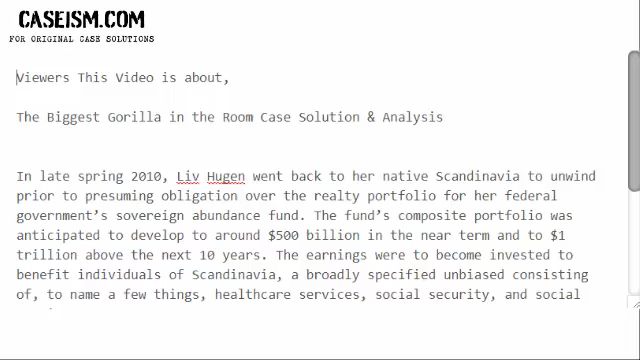 CASEISM.COM
FOR ORIGINAL CASE SOLUTIONS
Viewers This Video is about,
The Biggest Gorilla in the Room Case Solution & Analysis
In late spring 2010, Liv Hugen went back to her native Scandinavia to unwind
prior to presuming obligation over the realty portfolio for her federal
government’s sovereign abundance fund. The fund’s composite portfolio was
anticipated to develop to around $500 billion in the near term and to $1
trillion above the next 10 years. The earnings were to become invested to
benefit individuals of Scandinavia, a broadly specified unbiased consisting
of, to name a few things, healthcare services, social security, and social